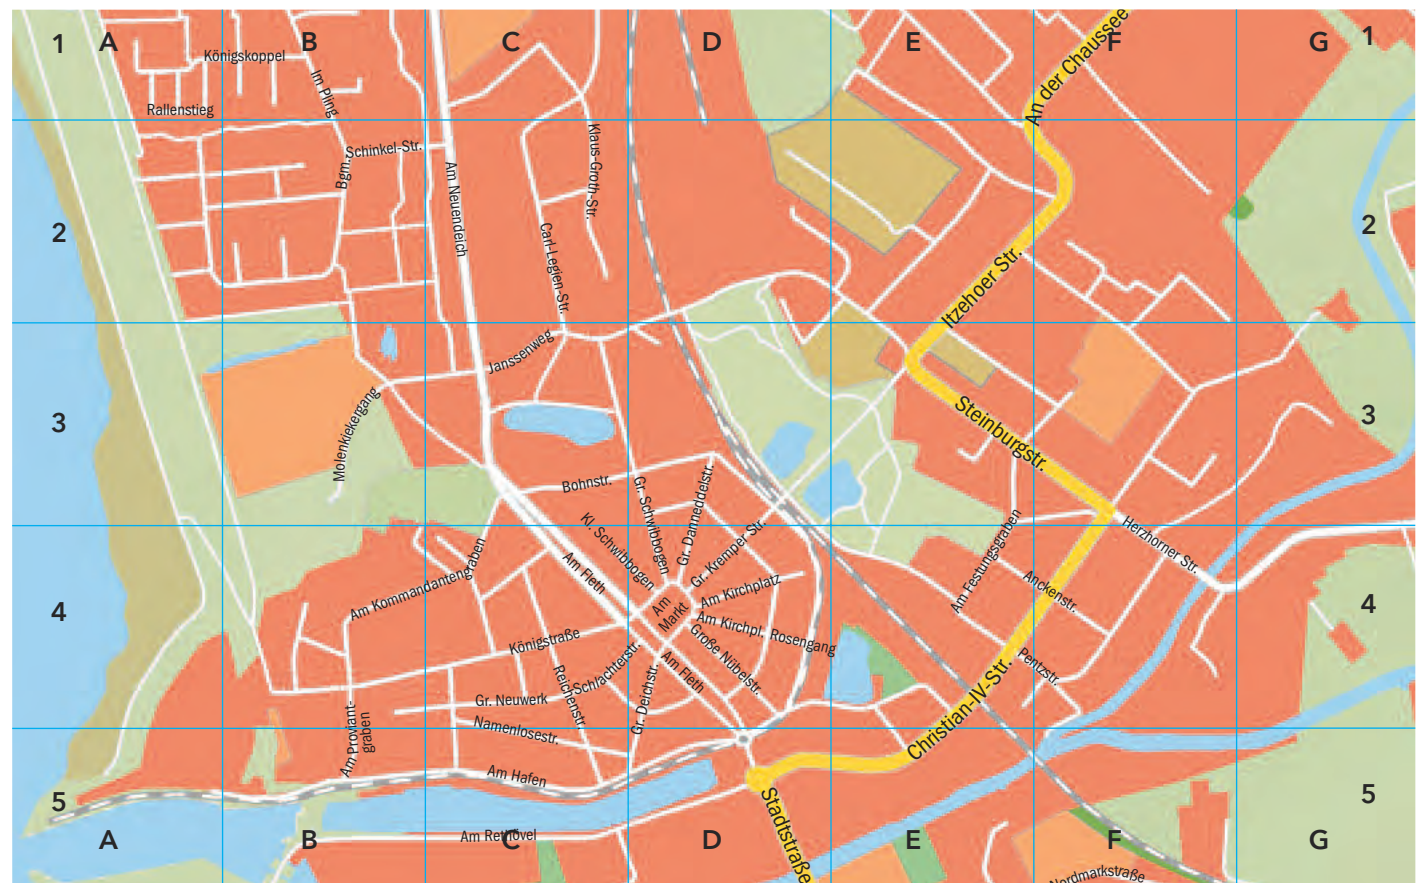 1 A B C D E F G 1
An der Chaussee
Königskoppel
Im Pling
Rallenstieg
Klaus-Groth-Str.
Bgm.-Schinkel-Str.
Am Neuendeich
2 2
Carl-Legien-Str.
Itzehoer Str.
Janssenweg
Molenkiekergang
3 3
Steinburgstr.
Bohnstr.
Gr. Schwibbogen
Gr. Danneddelstr.
Kl. Schwibbogen
Gr. Kremper Str.
Am Festungsgraben
Herzhorner Str.
Am Kommandantengraben
Am Fleth
Am Kirchplatz
Anckenstr.
4 4
Am
Markt
Am Kirchpl. Rosengang
Königstraße
Große Nübelstr.
Schlachterstr.
Am Fleth
Pentzstr.
Reichenstr.
Gr. Deichstr.
Gr. Neuwerk
Namenlosestr.
Am Proviant-
graben
Christian-IV-Str.
Am Hafen
5 5
Stadtstraße
Am Rethövel
A B C D E F G
Nordmarkstraße